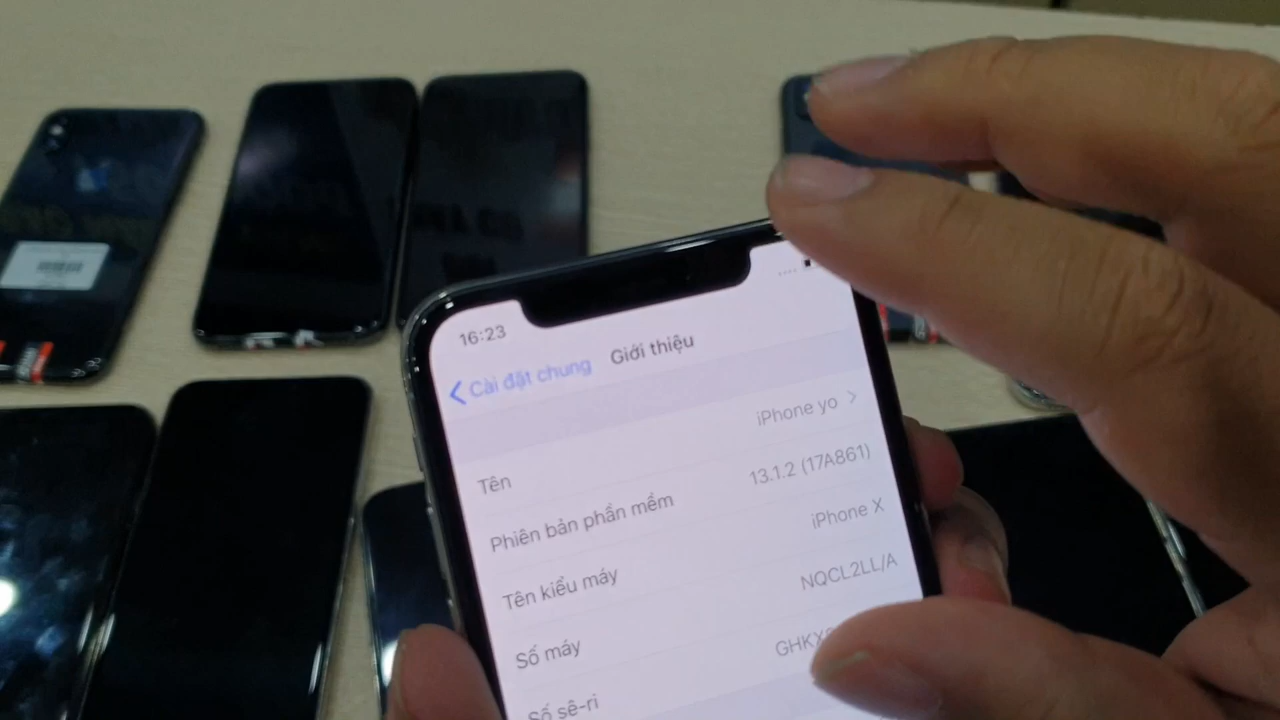 16:23
Cài đặt chung
Giới thiệu
Tên
iPhone yo
Phiên bản phần mềm
13.1.2 (17A861)
Tên kiểu máy
iPhone X
Số máy
NQCL2LL/A
Số sê-ri